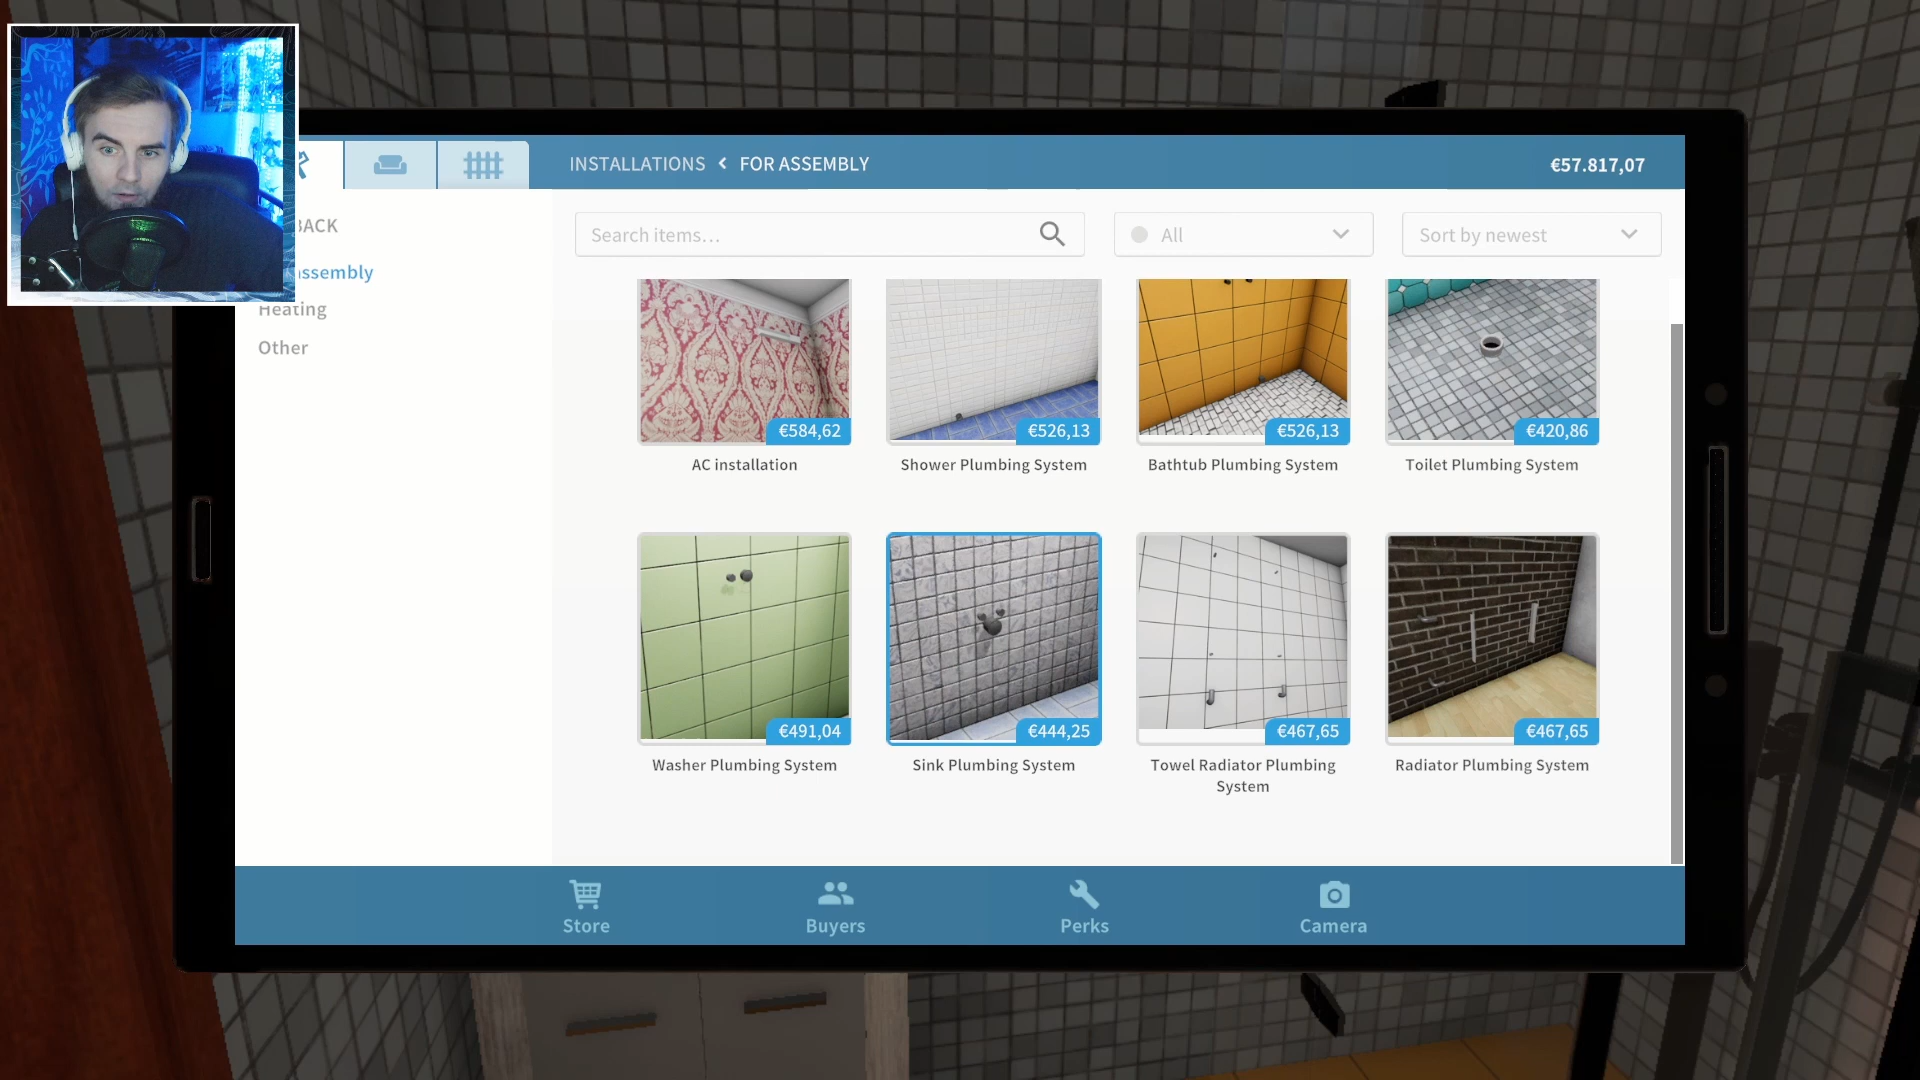 INSTALLATIONS < FOR ASSEMBLY
€57.817,07
BACK
assembly
Heating
Other
Search items...
All
Sort by newest
€584,62
€526,13
€526,13
€420,86
AC installation
Shower Plumbing System
Bathtub Plumbing System
Toilet Plumbing System
€491,04
€444,25
€467,65
€467,65
Washer Plumbing System
Sink Plumbing System
Towel Radiator Plumbing
System
Radiator Plumbing System
Store
Buyers
Perks
Camera